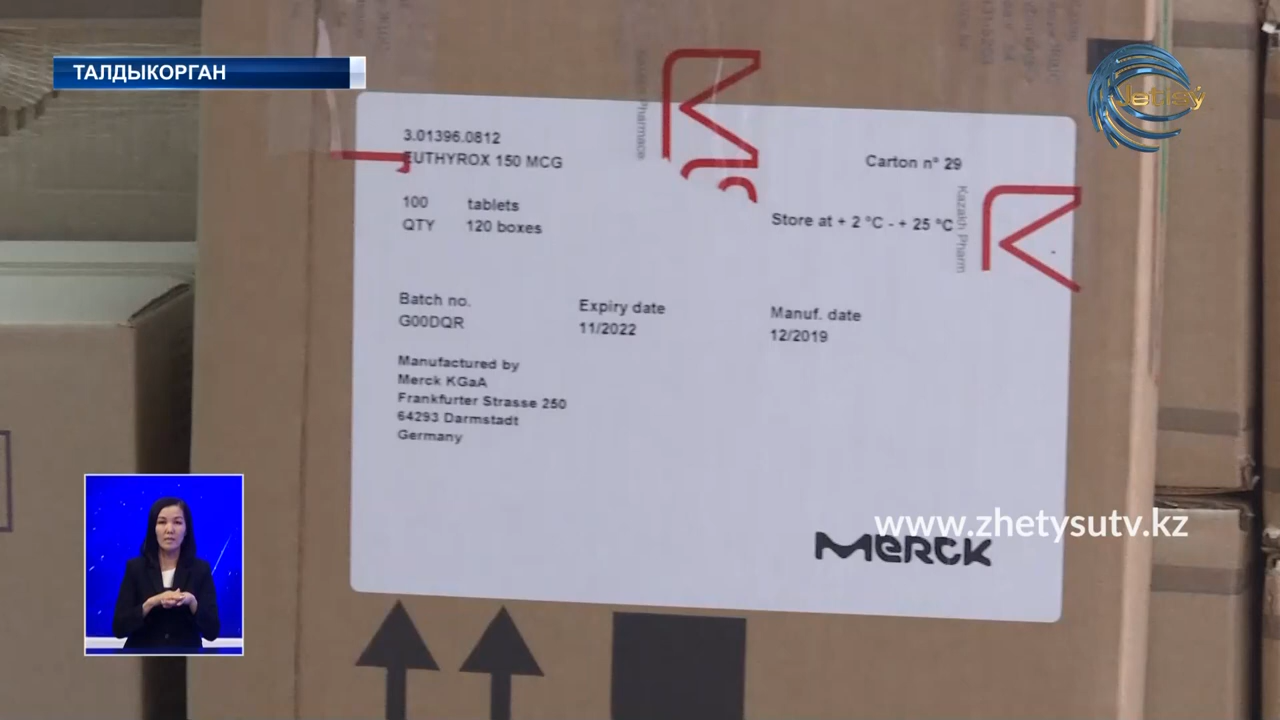 ТАЛДЫКОРГАН
Jetisý
3.01396.0812
EUTHYROX 150 MCG
Carton n° 29
100 tablets
QTY 120 boxes
Store at + 2 °C - + 25 °C
Kazakh Pharm
Batch no.
G00DQR
Expiry date
11/2022
Manuf. date
12/2019
Manufactured by
Merck KGaA
Frankfurter Strasse 250
64293 Darmstadt
Germany
www.zhetysutv.kz
MERCK